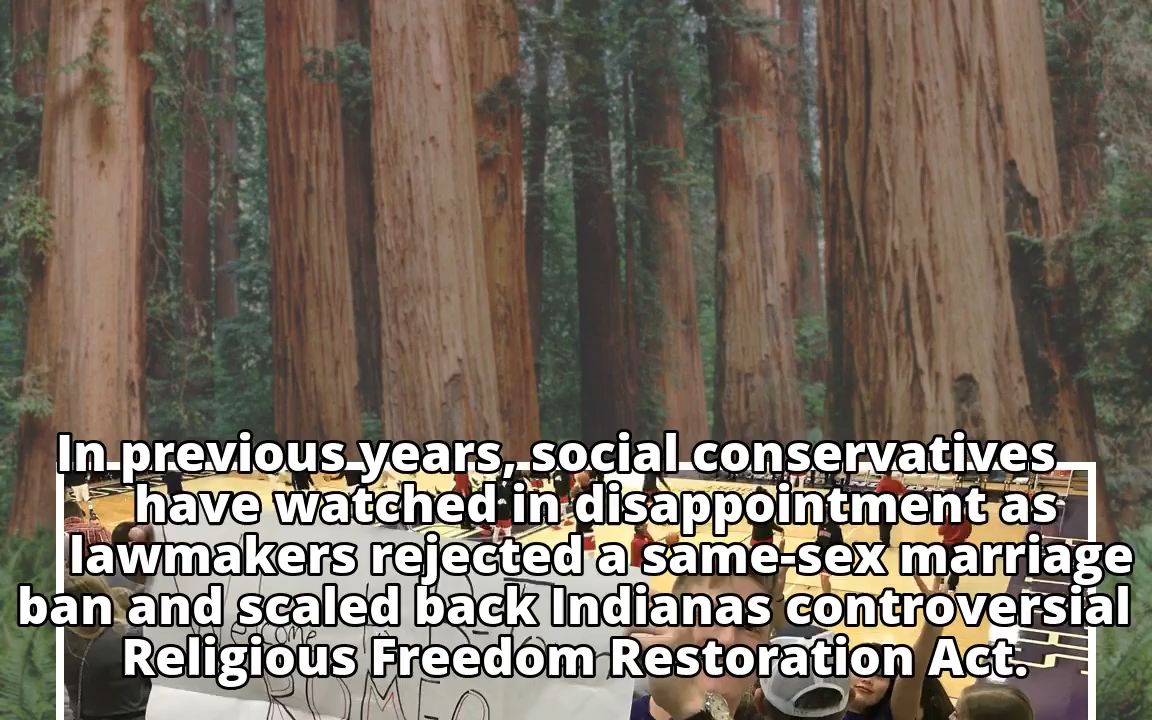 In previous years, social conservatives
have watched in disappointment as
lawmakers rejected a same-sex marriage
ban and scaled back Indianas controversial
Religious Freedom Restoration Act.